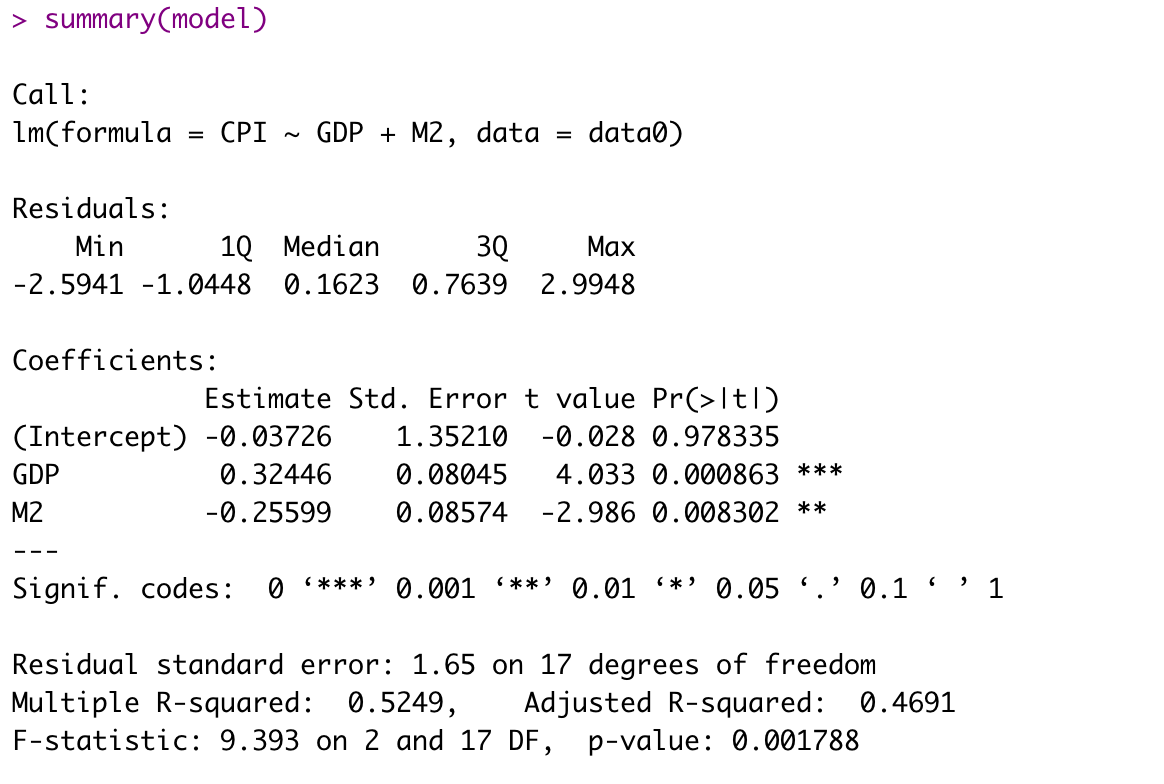 > summary(model)
Call:
lm(formula = CPI ~ GDP + M2, data = data0)
Residuals:
    Min      1Q  Median      3Q     Max
-2.5941 -1.0448  0.1623  0.7639  2.9948
Coefficients:
            Estimate Std. Error t value Pr(>|t|)
(Intercept) -0.03726    1.35210  -0.028 0.978335
GDP          0.32446    0.08045   4.033 0.000863 ***
M2          -0.25599    0.08574  -2.986 0.008302 **
---
Signif. codes:  0 ‘***’ 0.001 ‘**’ 0.01 ‘*’ 0.05 ‘.’ 0.1 ‘ ’ 1
Residual standard error: 1.65 on 17 degrees of freedom
Multiple R-squared:  0.5249,    Adjusted R-squared:  0.4691
F-statistic: 9.393 on 2 and 17 DF,  p-value: 0.001788